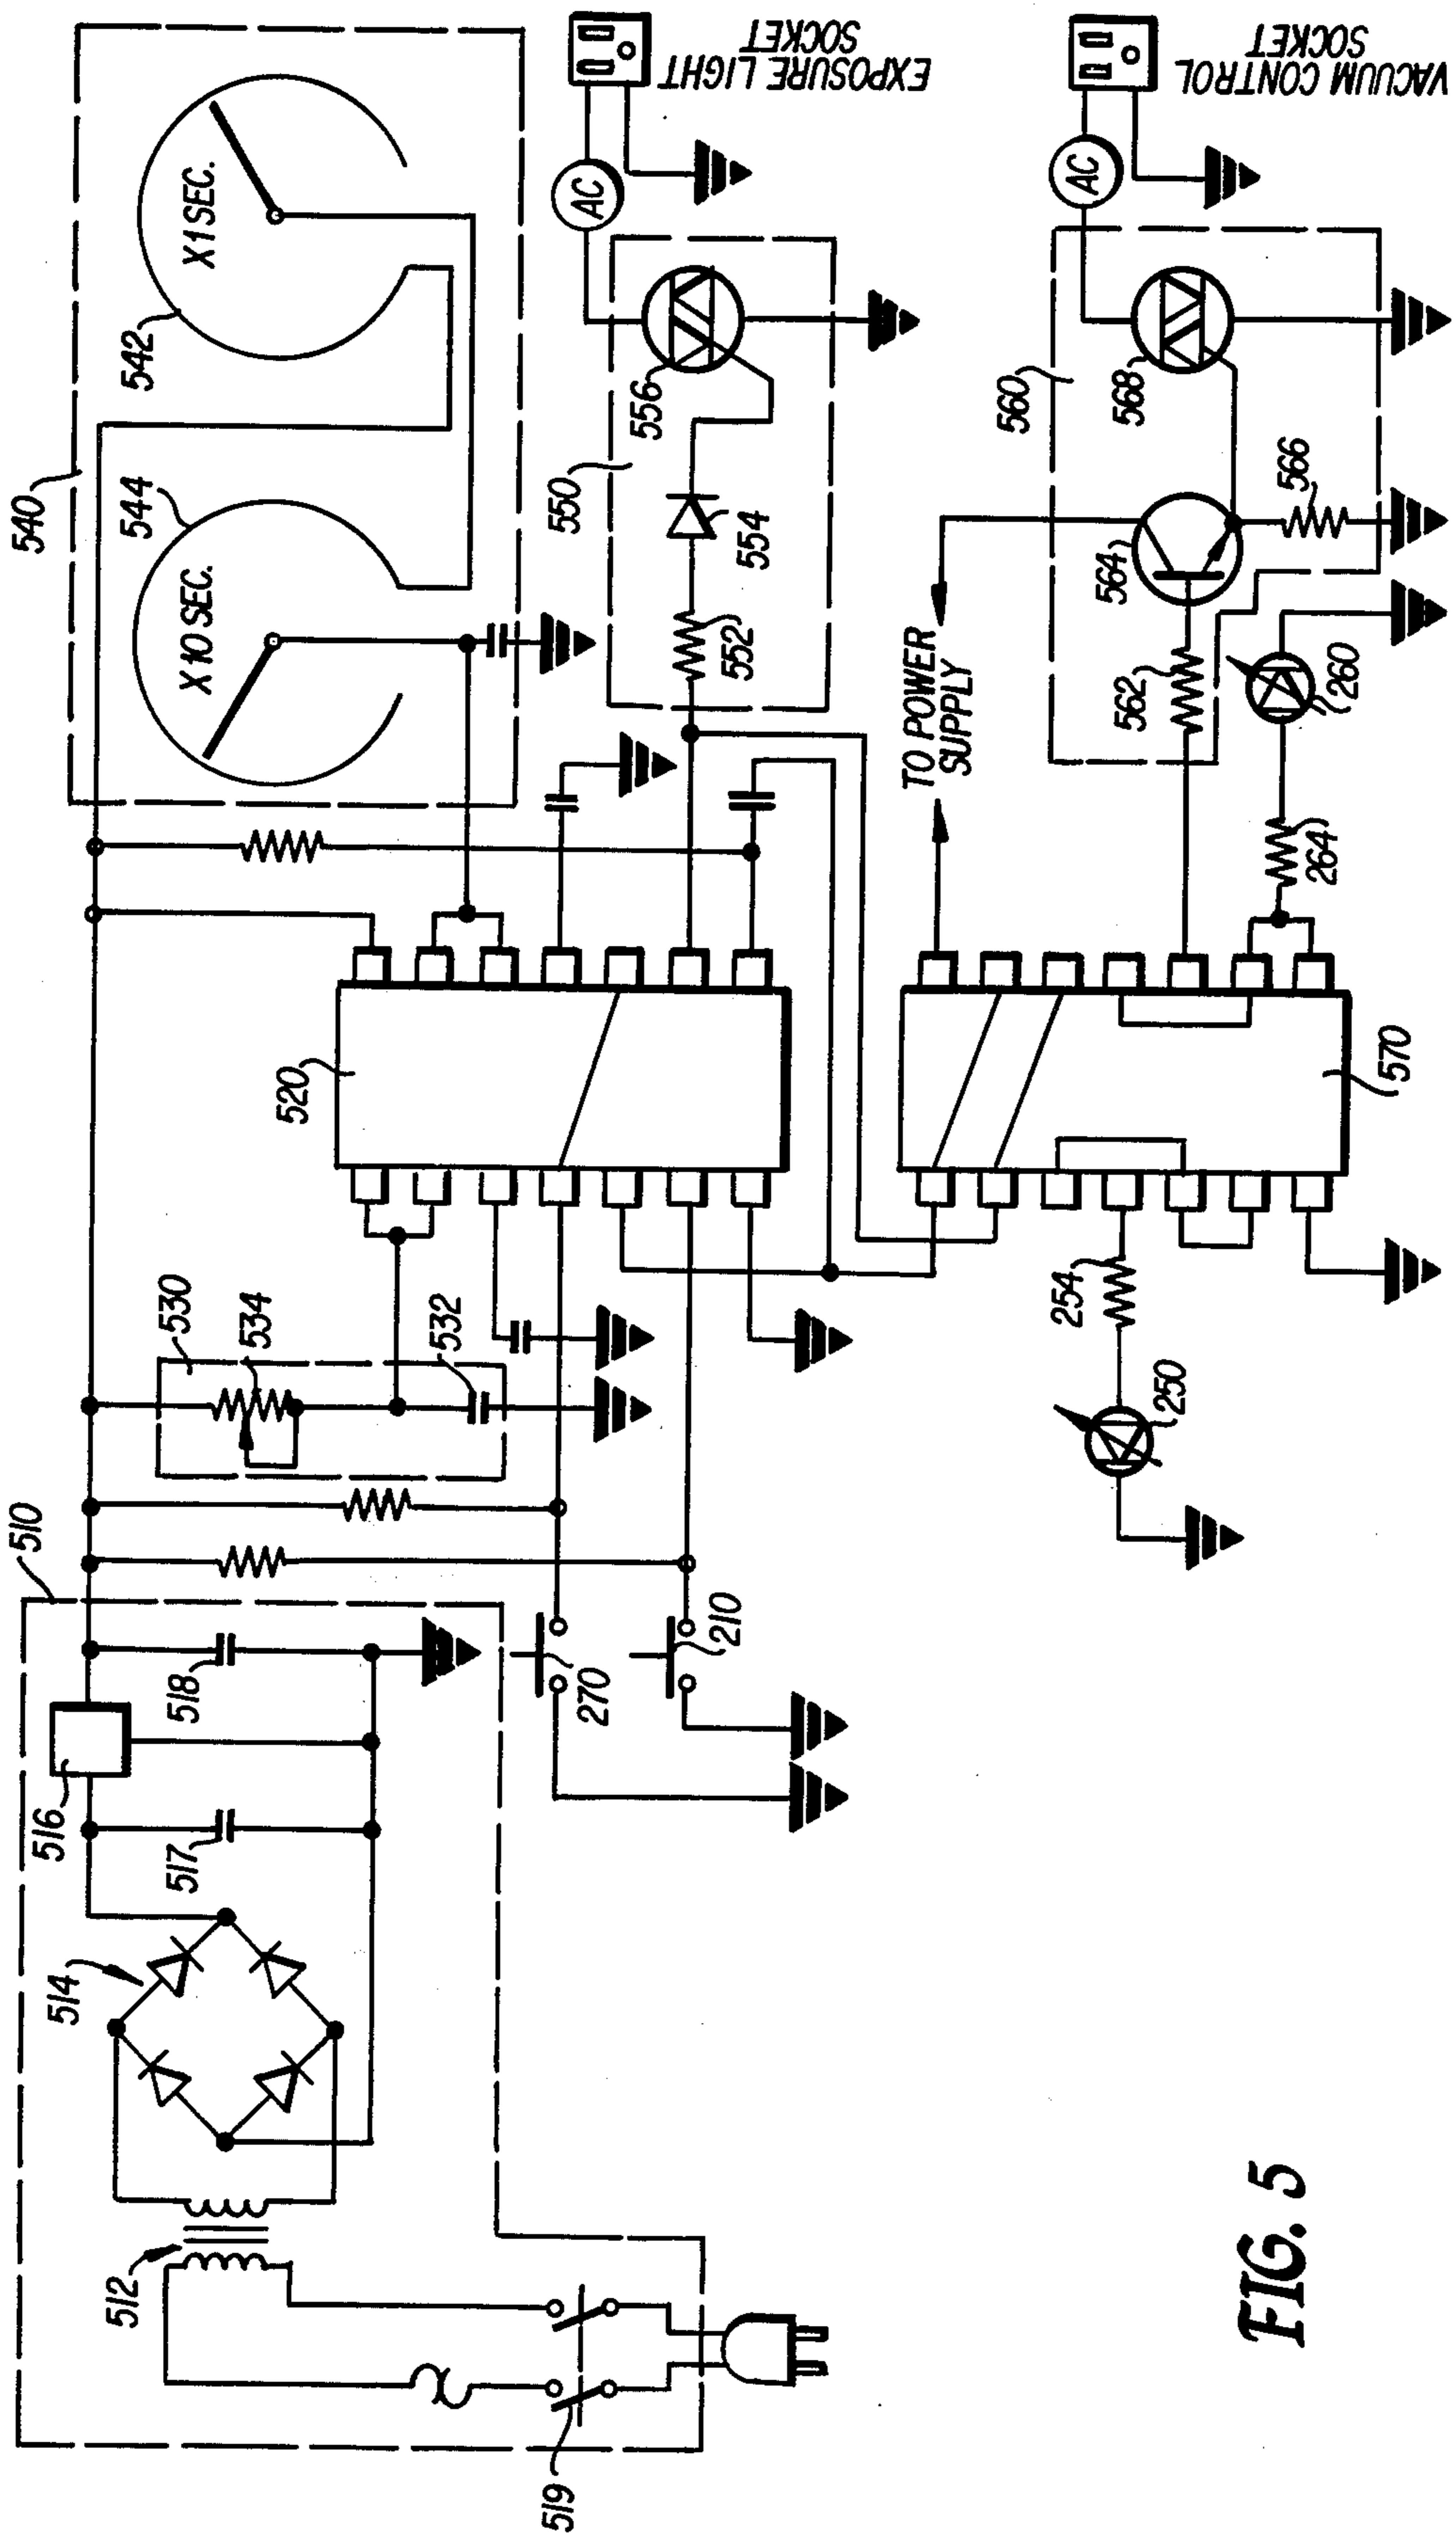 510
514
516
512
517
518
519
270
210
530
534
532
520
540
544
542
X 10 SEC.
X 1 SEC.
550
552
554
556
AC
EXPOSURE LIGHT
SOCKET
TO POWER
SUPPLY
560
562
564
566
568
AC
VACUUM CONTROL
SOCKET
250
254
570
264
260
FIG. 5